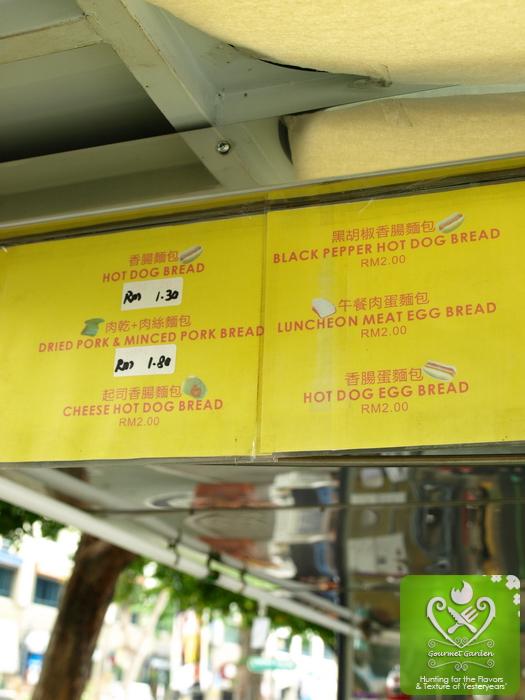 香腸麵包
HOT DOG BREAD
Rm 1.30
肉乾+肉絲麵包
DRIED PORK & MINCED PORK BREAD
Rm 1.80
起司香腸麵包
CHEESE HOT DOG BREAD
RM2.00
黑胡椒香腸麵包
BLACK PEPPER HOT DOG BREAD
RM2.00
午餐肉蛋麵包
LUNCHEON MEAT EGG BREAD
RM2.00
香腸蛋麵包
HOT DOG EGG BREAD
RM2.00
Gourmet Garden
Hunting for the Flavors
& Texture of Yesteryears'